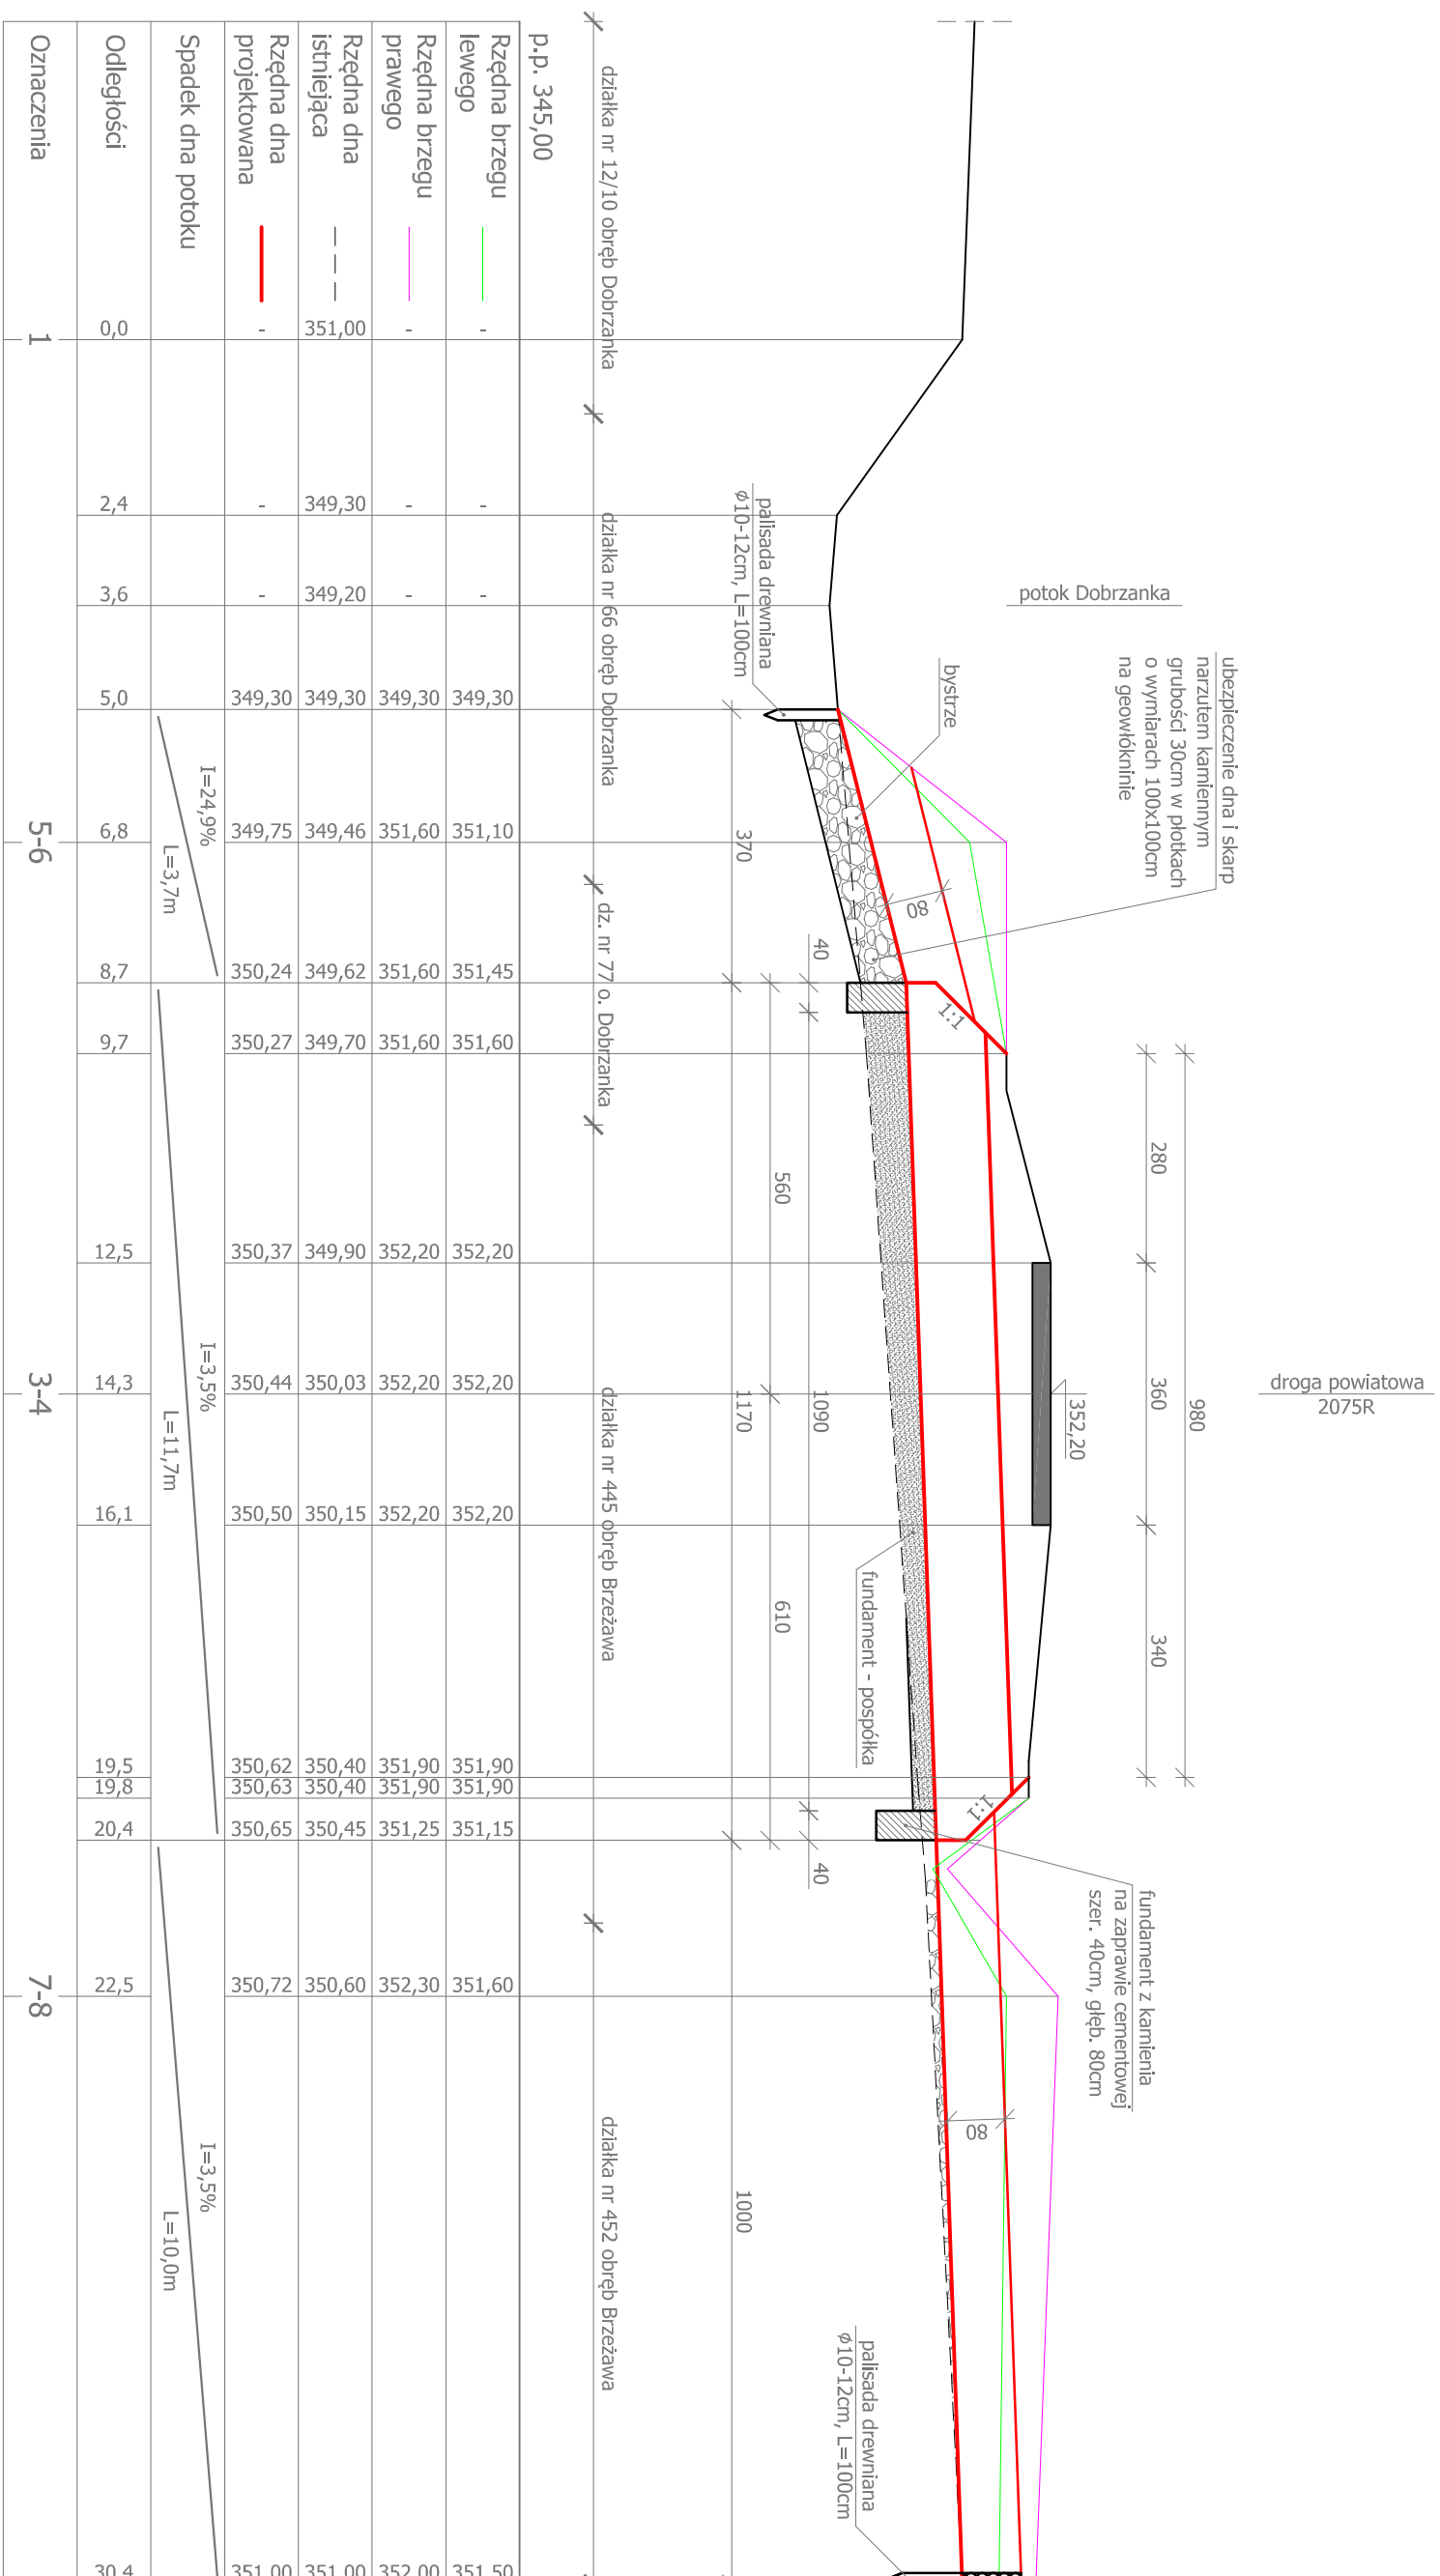 droga powiatowa
2075R
potok Dobrzanka
ubezpieczenie dna i skarp
narzutem kamiennym
grubości 30cm w płotkach
o wymiarach 100x100cm
na geowłókninie
bystrze
980
280
360
340
352,20
fundament z kamienia
na zaprawie cementowej
szer. 40cm, głęb. 80cm
80
1:1
1:1
80
palisada drewniana
ϕ10-12cm, L=100cm
fundament - pospółka
palisada drewniana
ϕ10-12cm, L=100cm
40
1090
40
560
610
370
1170
1000
działka nr 12/10 obręb Dobrzanka
działka nr 66 obręb Dobrzanka
dz. nr 77 o. Dobrzanka
działka nr 445 obręb Brzeżawa
działka nr 452 obręb Brzeżawa
p.p. 345,00
Rzędna brzegu
lewego
- - - 349,30 351,10 351,45 351,60 352,20 352,20 352,20 351,90 351,90 351,15 351,60 351,50
Rzędna brzegu
prawego
- - - 349,30 351,60 351,60 351,60 352,20 352,20 352,20 351,90 351,90 351,25 352,30 352,00
Rzędna dna
istniejąca
351,00 349,30 349,20 349,30 349,46 349,62 349,70 349,90 350,03 350,15 350,40 350,40 350,45 350,60 351,00
Rzędna dna
projektowana
- - - 349,30 349,75 350,24 350,27 350,37 350,44 350,50 350,62 350,63 350,65 350,72 351,00
Spadek dna potoku
I=24,9%
L=3,7m
I=3,5%
L=11,7m
I=3,5%
L=10,0m
Odległości
0,0 2,4 3,6 5,0 6,8 8,7 9,7 12,5 14,3 16,1 19,5 19,8 20,4 22,5 30,4
Oznaczenia
1 5-6 3-4 7-8